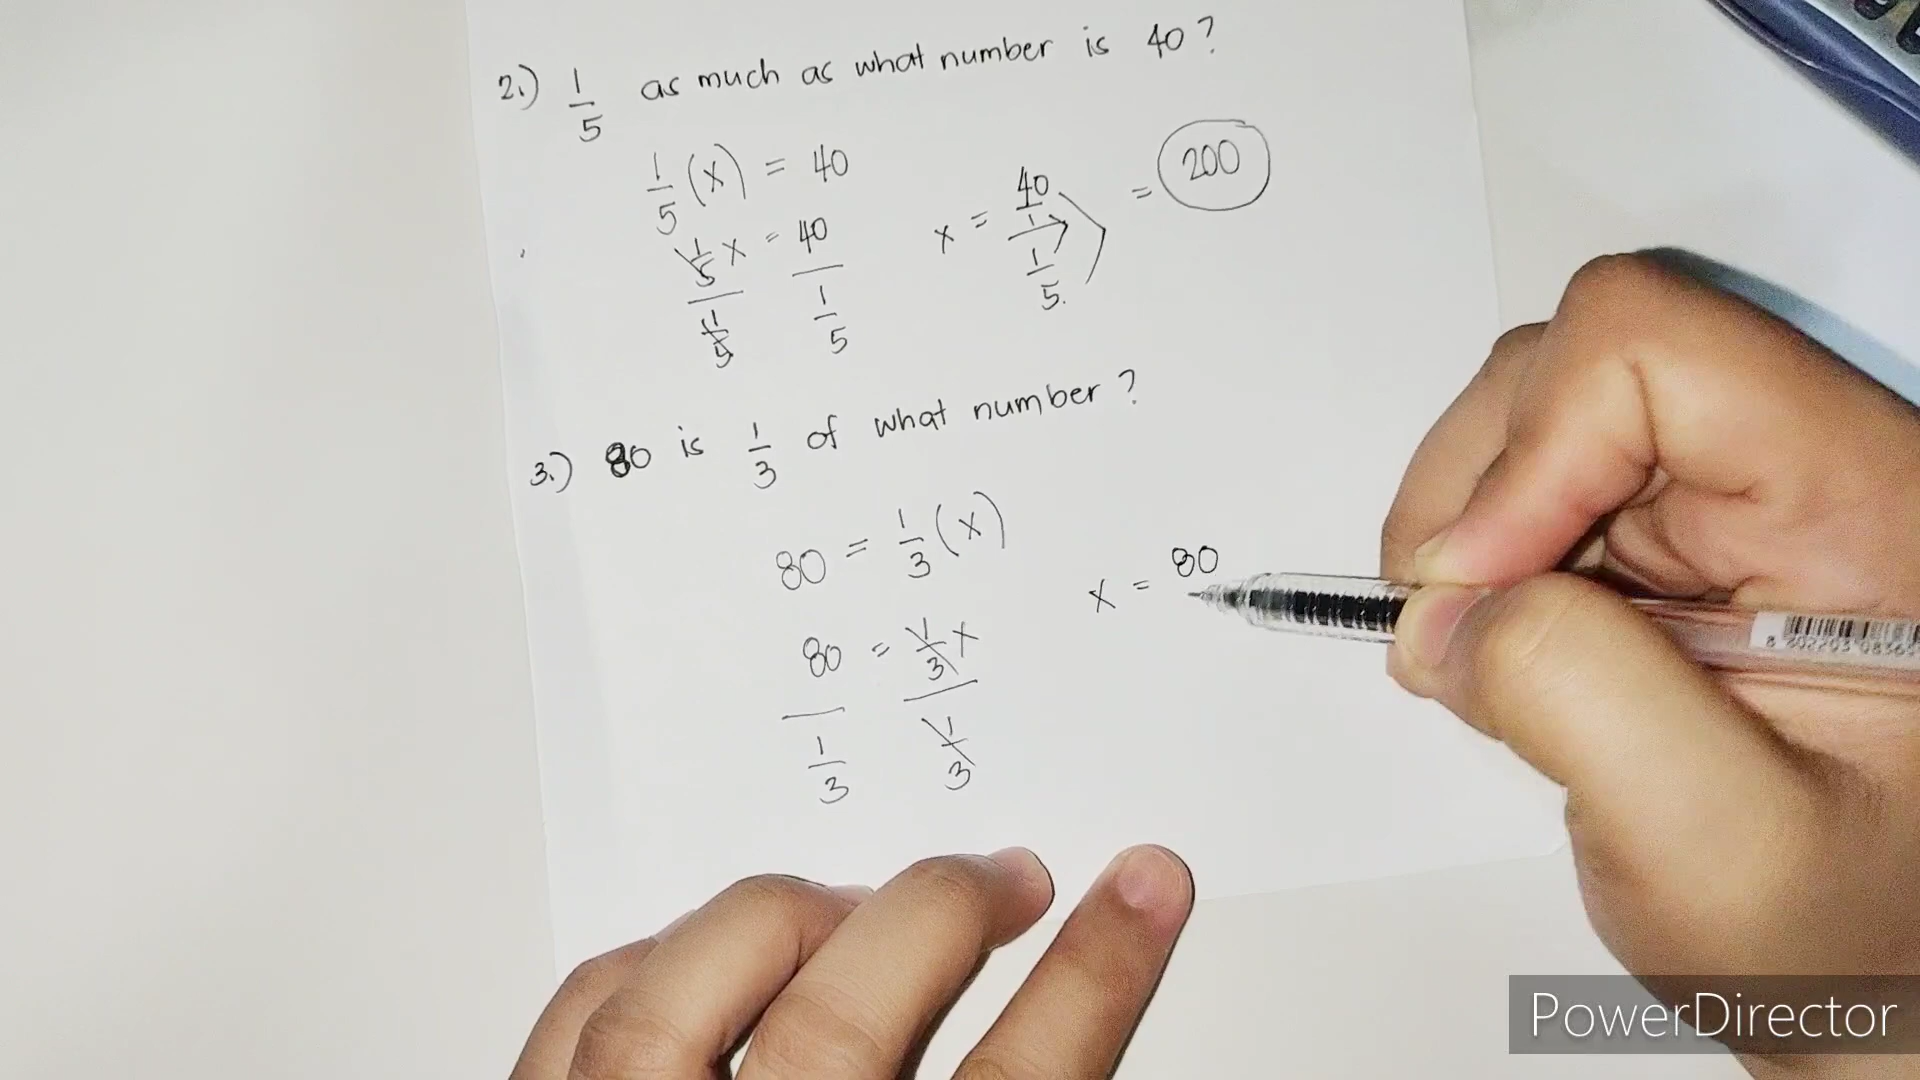 2.) 1/5 as much as what number is 40?
1/5 (x) = 40
1/5 x / 1/5 = 40 / 1/5
x = 40/1 / 1/5 = 200
3.) 80 is 1/3 of what number?
80 = 1/3 (x)
80 / 1/3 = 1/3 x / 1/3
x = 80
PowerDirector